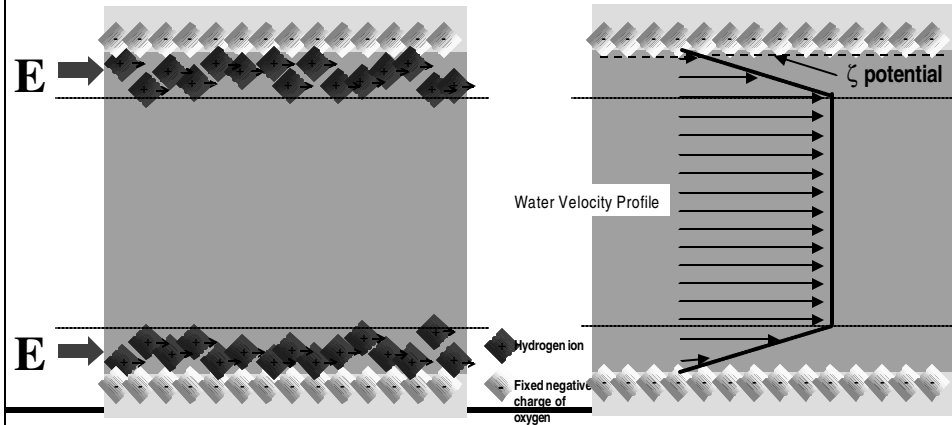 E
ζ potential
Water Velocity Profile
E
Hydrogen ion
Fixed negative
charge of
oxygen